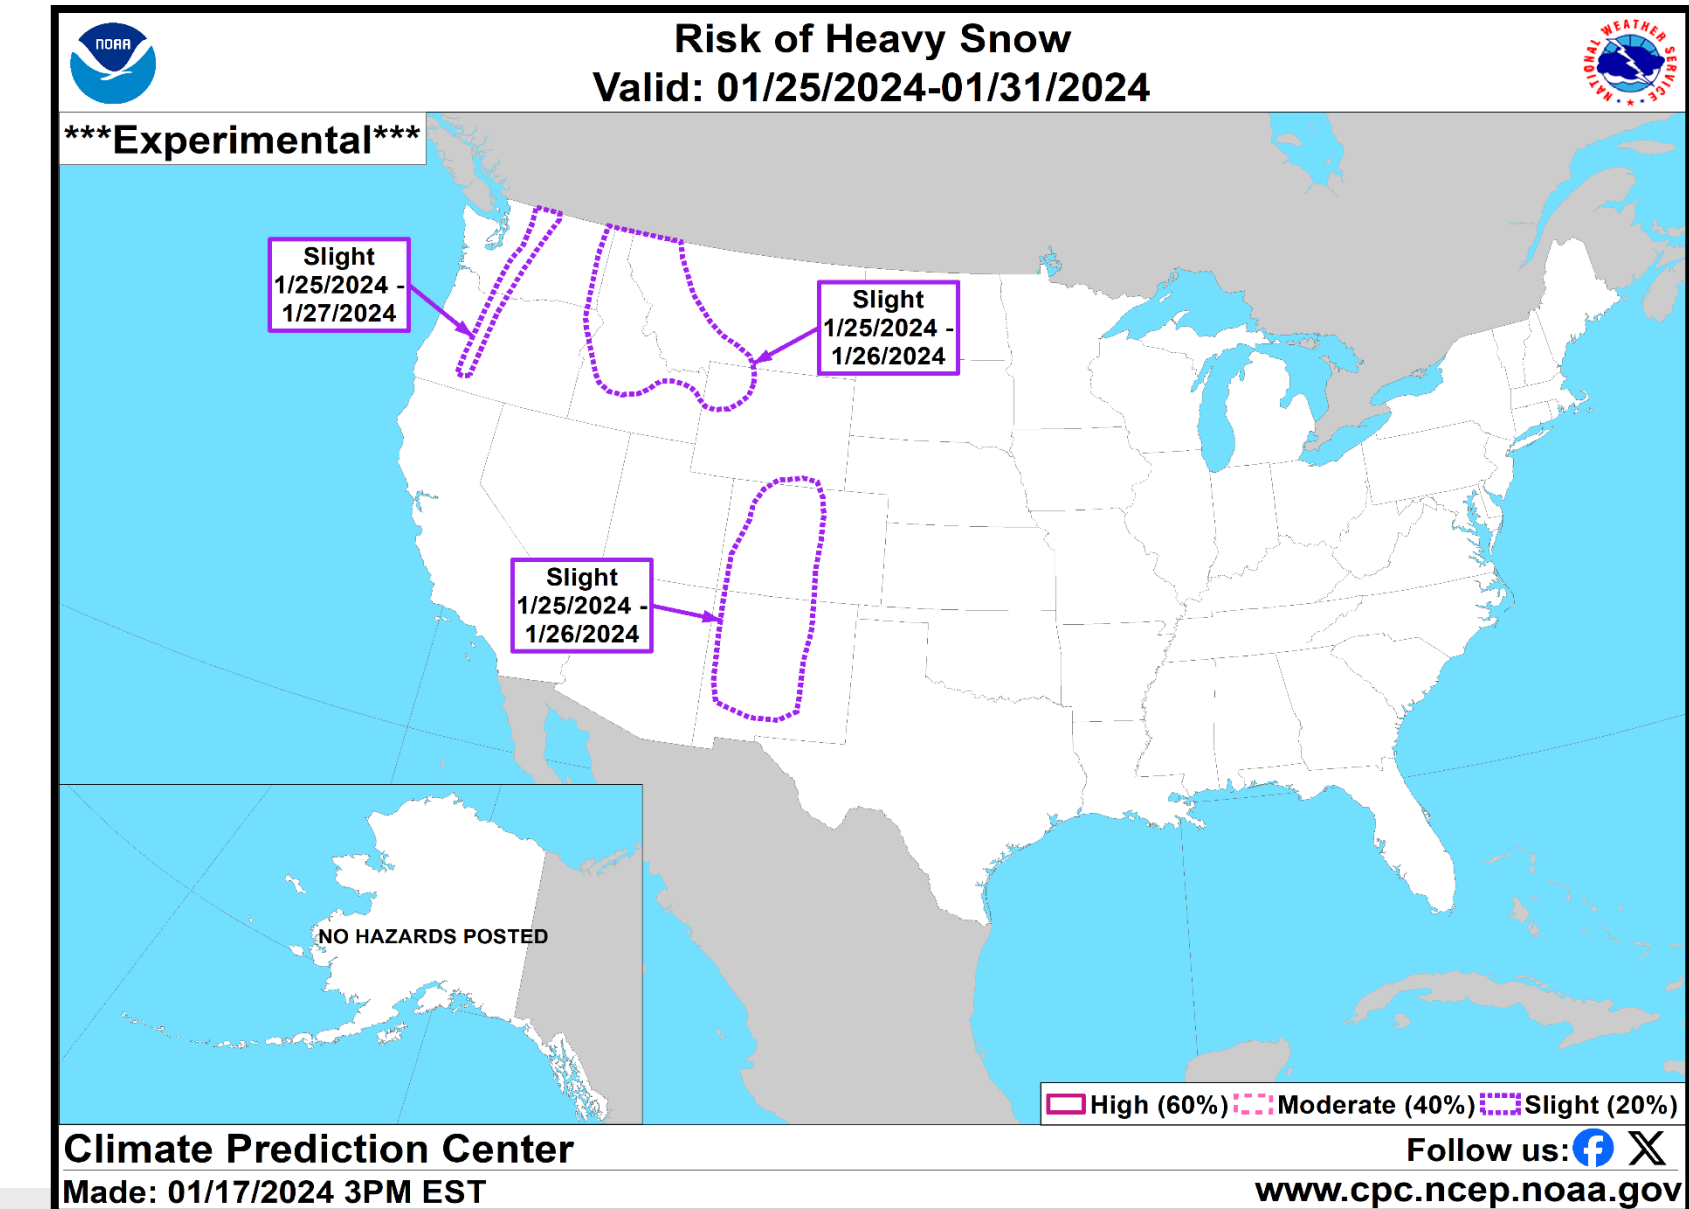 NOAA
Risk of Heavy Snow
Valid: 01/25/2024-01/31/2024
NATIONAL WEATHER SERVICE
***Experimental***
Slight
1/25/2024 -
1/27/2024
Slight
1/25/2024 -
1/26/2024
Slight
1/25/2024 -
1/26/2024
NO HAZARDS POSTED
High (60%) Moderate (40%) Slight (20%)
Climate Prediction Center
Follow us:
Made: 01/17/2024 3PM EST
www.cpc.ncep.noaa.gov